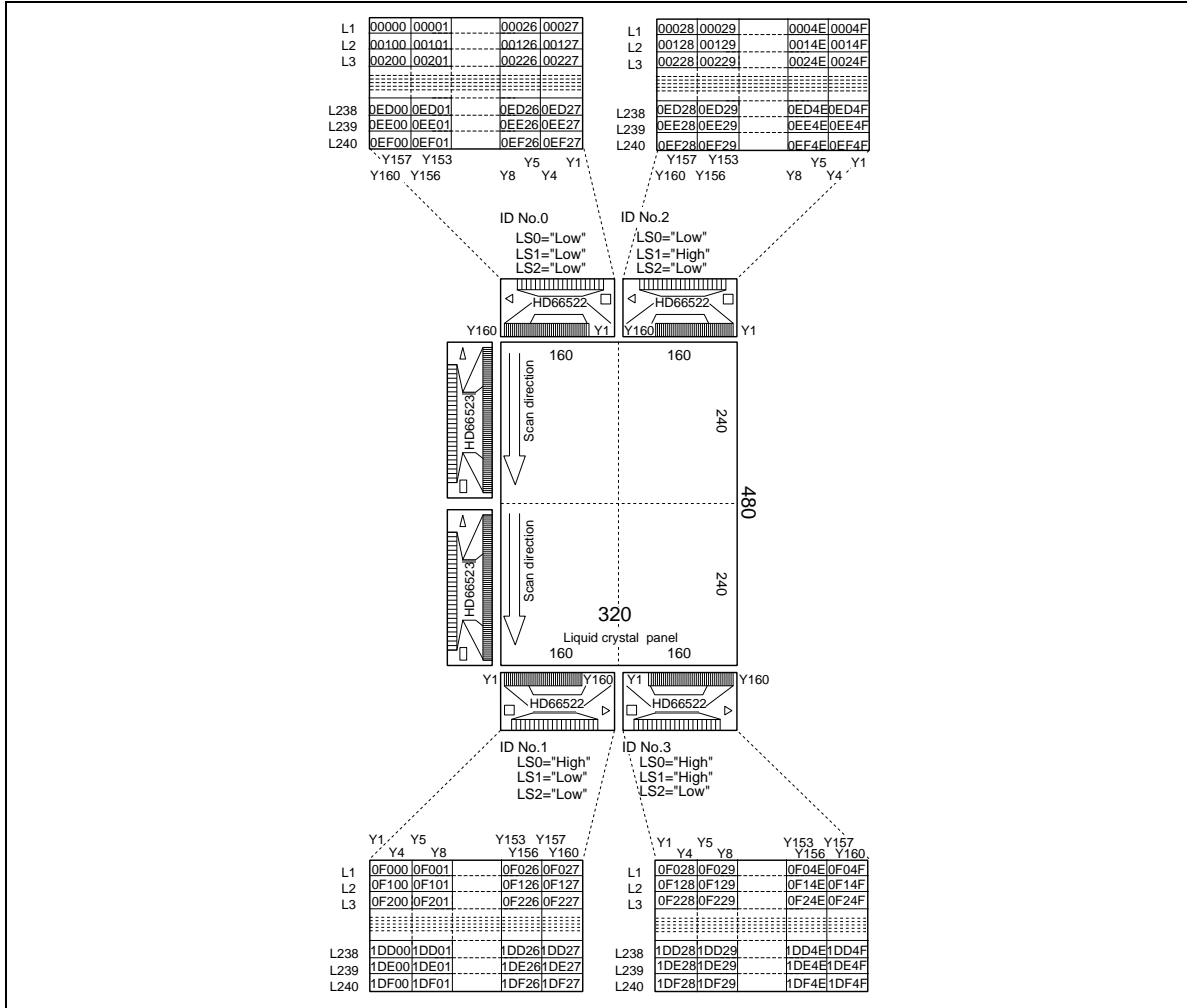 L1 00000 00001 00026 00027
L2 00100 00101 00126 00127
L3 00200 00201 00226 00227
L238 0ED00 0ED01 0ED26 0ED27
L239 0EE00 0EE01 0EE26 0EE27
L240 0EF00 0EF01 0EF26 0EF27
Y157 Y153 Y5 Y1
Y160 Y156 Y8 Y4
L1 00028 00029 0004E 0004F
L2 00128 00129 0014E 0014F
L3 00228 00229 0024E 0024F
L238 0ED28 0ED29 0ED4E 0ED4F
L239 0EE28 0EE29 0EE4E 0EE4F
L240 0EF28 0EF29 0EF4E 0EF4F
Y157 Y153 Y5 Y1
Y160 Y156 Y8 Y4
ID No.0
LS0="Low"
LS1="Low"
LS2="Low"
ID No.2
LS0="Low"
LS1="High"
LS2="Low"
HD66522
HD66522
Y160 Y1 Y160 Y1
160 160
HD66523
Scan direction
240
480
HD66523
Scan direction
240
320
Liquid crystal panel
160 160
Y1 Y160 Y1 Y160
HD66522
HD66522
ID No.1
LS0="High"
LS1="Low"
LS2="Low"
ID No.3
LS0="High"
LS1="High"
LS2="Low"
Y1 Y5 Y153 Y157
Y4 Y8 Y156 Y160
L1 0F000 0F001 0F026 0F027
L2 0F100 0F101 0F126 0F127
L3 0F200 0F201 0F226 0F227
L238 1DD00 1DD01 1DD26 1DD27
L239 1DE00 1DE01 1DE26 1DE27
L240 1DF00 1DF01 1DF26 1DF27
Y1 Y5 Y153 Y157
Y4 Y8 Y156 Y160
L1 0F028 0F029 0F04E 0F04F
L2 0F128 0F129 0F14E 0F14F
L3 0F228 0F229 0F24E 0F24F
L238 1DD28 1DD29 1DD4E 1DD4F
L239 1DE28 1DE29 1DE4E 1DE4F
L240 1DF28 1DF29 1DF4E 1DF4F